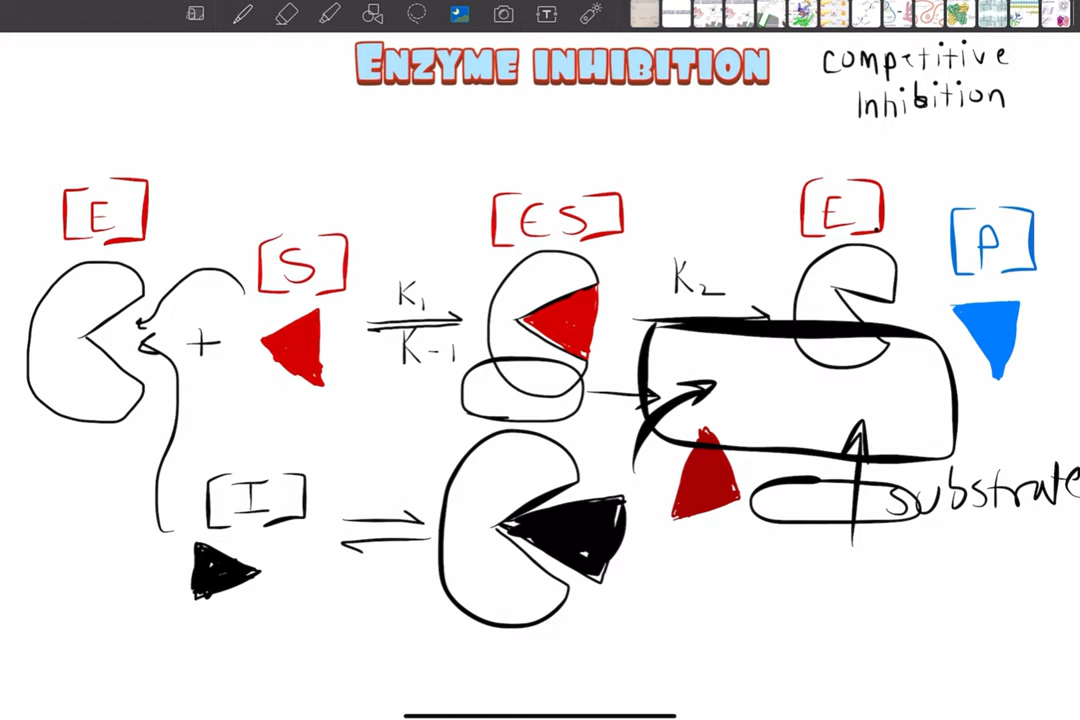 ENZYME INHIBITION
competitive
Inhibition
[E]
[S]
[ES]
[E]
[P]
+
K1
K-1
K2
[I]
substrate